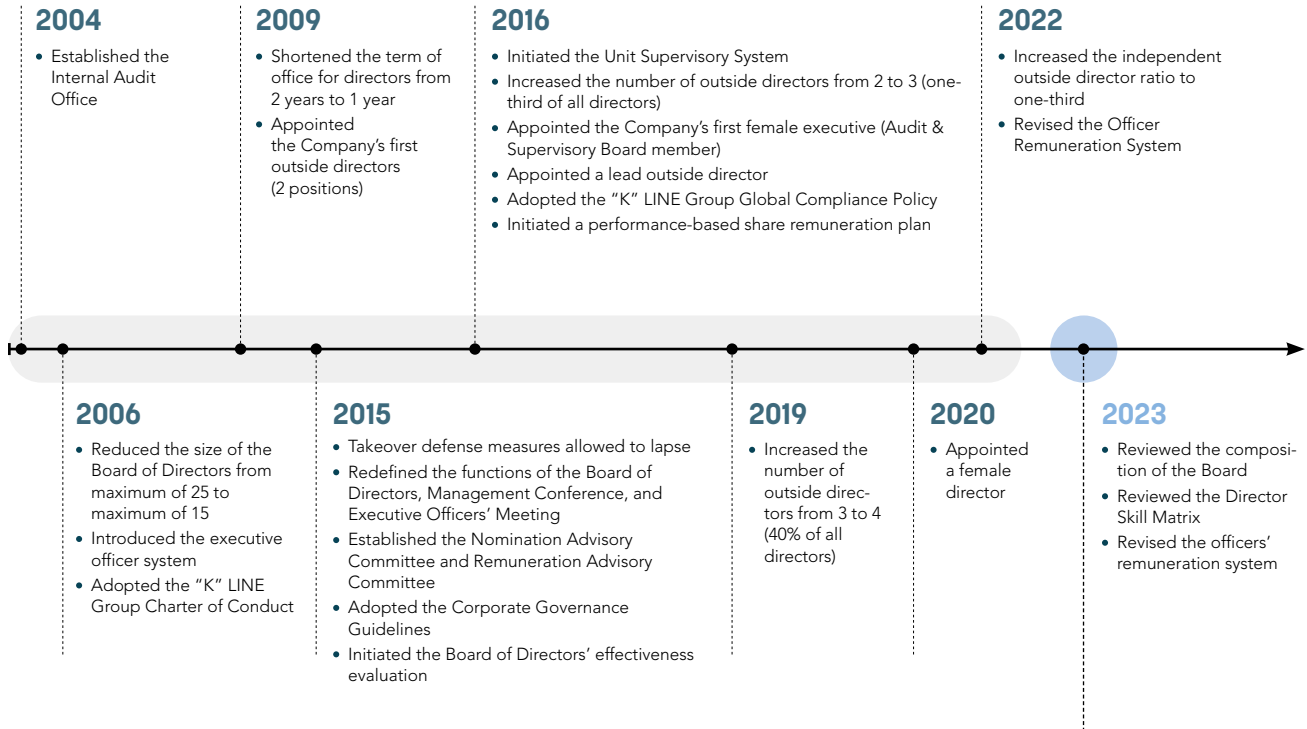 2004
• Established the
Internal Audit
Office
2009
• Shortened the term of
office for directors from
2 years to 1 year
• Appointed
the Company’s first
outside directors
(2 positions)
2016
• Initiated the Unit Supervisory System
• Increased the number of outside directors from 2 to 3 (one-
third of all directors)
• Appointed the Company’s first female executive (Audit &
Supervisory Board member)
• Appointed a lead outside director
• Adopted the “K” LINE Group Global Compliance Policy
• Initiated a performance-based share remuneration plan
2022
• Increased the independent
outside director ratio to
one-third
• Revised the Officer
Remuneration System
2006
• Reduced the size of the
Board of Directors from
maximum of 25 to
maximum of 15
• Introduced the executive
officer system
• Adopted the “K” LINE
Group Charter of Conduct
2015
• Takeover defense measures allowed to lapse
• Redefined the functions of the Board of
Directors, Management Conference, and
Executive Officers’ Meeting
• Established the Nomination Advisory
Committee and Remuneration Advisory
Committee
• Adopted the Corporate Governance
Guidelines
• Initiated the Board of Directors’ effectiveness
evaluation
2019
• Increased the
number of
outside direc-
tors from 3 to 4
(40% of all
directors)
2020
• Appointed
a female
director
2023
• Reviewed the composi-
tion of the Board
• Reviewed the Director
Skill Matrix
• Revised the officers’
remuneration system